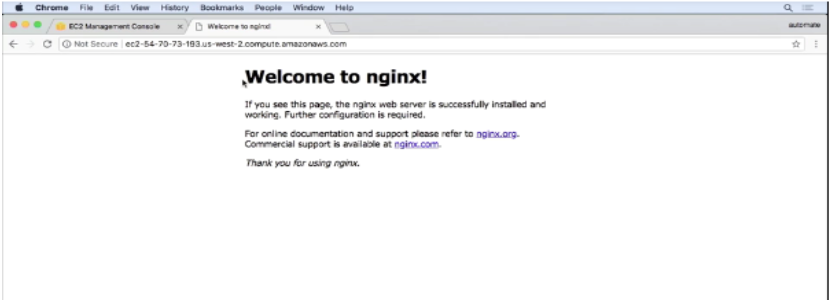 Chrome File Edit View History Bookmarks People Window Help
EC2 Management Console × Welcome to nginx! × automate
Not Secure ec2-54-70-73-193.us-west-2.compute.amazonaws.com
Welcome to nginx!
If you see this page, the nginx web server is successfully installed and
working. Further configuration is required.
For online documentation and support please refer to nginx.org.
Commercial support is available at nginx.com.
Thank you for using nginx.